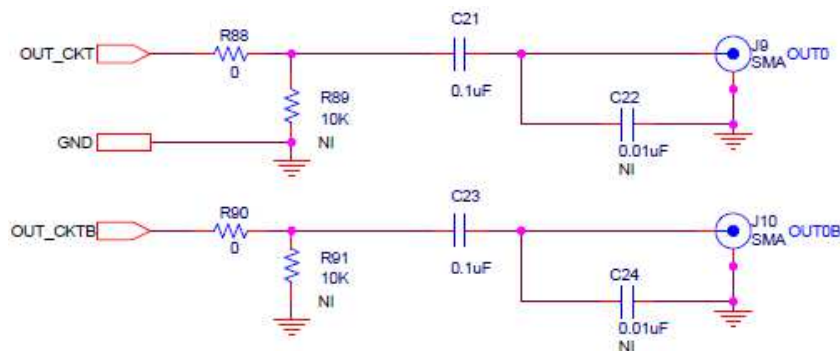 R88
C21
OUT_CKT
J9
OUT0
SMA
0
R89
0.1uF
C22
10K
GND
NI
0.01uF
NI
R90
C23
J10
OUT_CKTB
OUT0B
SMA
0
R91
0.1uF
C24
10K
NI
0.01uF
NI